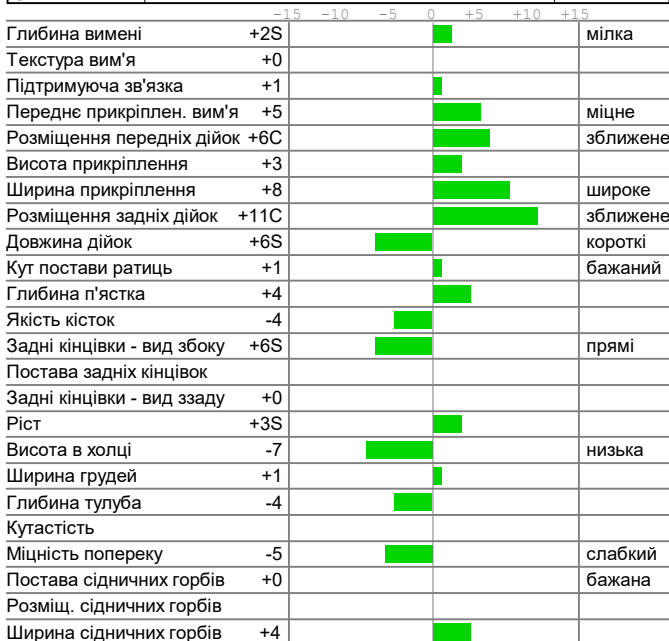 -15 -10 -5 0 +5 +10 +15
Глибина вимені +2S мілка
Текстура вим'я +0
Підтримуюча зв'язка +1
Переднє прикріплен. вим'я +5 міцне
Розміщення передніх дійок +6C зближене
Висота прикріплення +3
Ширина прикріплення +8 широке
Розміщення задніх дійок +11C зближене
Довжина дійок +6S короткі
Кут постави ратиць +1 бажаний
Глибина п'ястка +4
Якість кісток -4
Задні кінцівки - вид збоку +6S прямі
Постава задніх кінцівок
Задні кінцівки - вид ззаду +0
Ріст +3S
Висота в холці -7 низька
Ширина грудей +1
Глибина тулуба -4
Кутастість
Міцність попереку -5 слабкий
Постава сідничних горбів +0 бажана
Розміщ. сідничних горбів
Ширина сідничних горбів +4